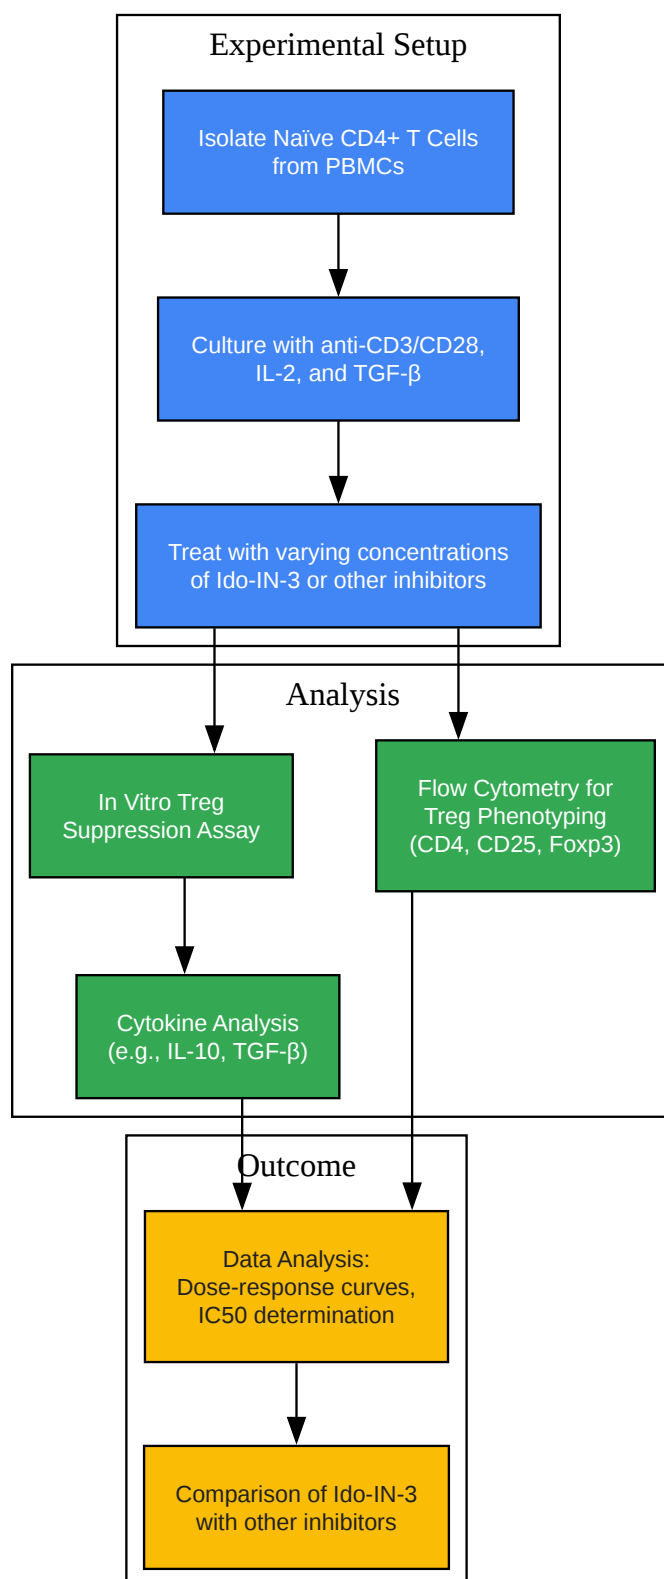 Experimental Setup
Isolate Naïve CD4+ T Cells
from PBMCs
Culture with anti-CD3/CD28,
IL-2, and TGF-β
Treat with varying concentrations
of Ido-IN-3 or other inhibitors
Analysis
In Vitro Treg
Suppression Assay
Flow Cytometry for
Treg Phenotyping
(CD4, CD25, Foxp3)
Cytokine Analysis
(e.g., IL-10, TGF-β)
Outcome
Data Analysis:
Dose-response curves,
IC50 determination
Comparison of Ido-IN-3
with other inhibitors